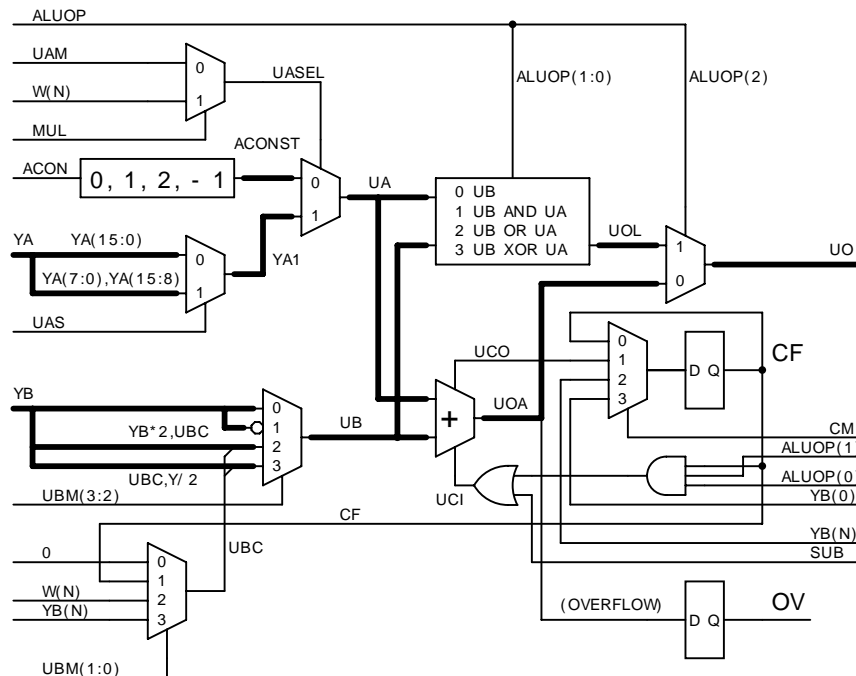 ALUOP
UAM
0
UASEL
ALUOP(1:0)
ALUOP(2)
W(N)
1
MUL
ACONST
ACON
0, 1, 2, - 1
0
UA
0 UB
1 UB AND UA
2 UB OR UA
3 UB XOR UA
UOL
1
UO
0
1
YA
YA(15:0)
0
YA1
YA(7:0),YA(15:8)
1
UAS
UCO
0
1
2
3
D Q
CF
YB
0
1
2
3
YB*2,UBC
UB
+
UOA
UBC,Y/ 2
CM
ALUOP(1
ALUOP(0)
YB(0)
UBM(3:2)
UCI
CF
YB(N)
SUB
0
0
1
2
3
UBC
W(N)
YB(N)
(OVERFLOW)
D Q
OV
UBM(1:0)